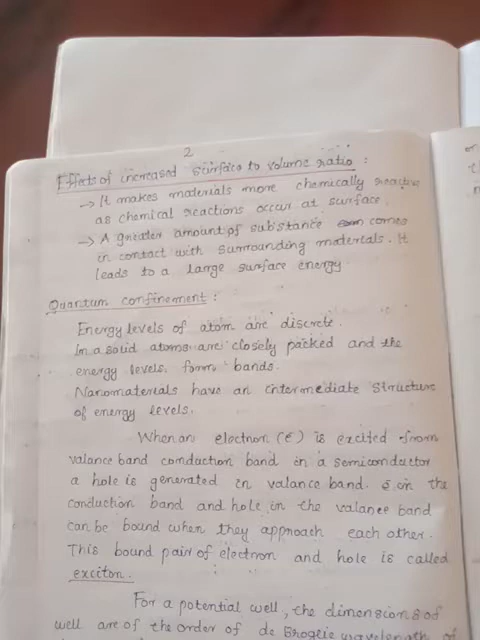 2
Effects of increased surface to volume ratio :
→ It makes materials more chemically reactive
as chemical reactions occur at surface.
→ A greater amount of substance comes
in contact with surrounding materials. It
leads to a large surface energy.
Quantum confinement :
Energy levels of atom are discrete.
In a solid atoms are closely packed and the
energy levels form bands.
Nanomaterials have an intermediate structure
of energy levels.
When an electron (e⁻) is excited from
valance band conduction band in a semiconductor
a hole is generated in valance band. e⁻ in the
conduction band and hole in the valance band
can be bound when they approach each other.
This bound pair of electron and hole is called
exciton.
For a potential well, the dimensions of
well are of the order of de Broglie wavelength of